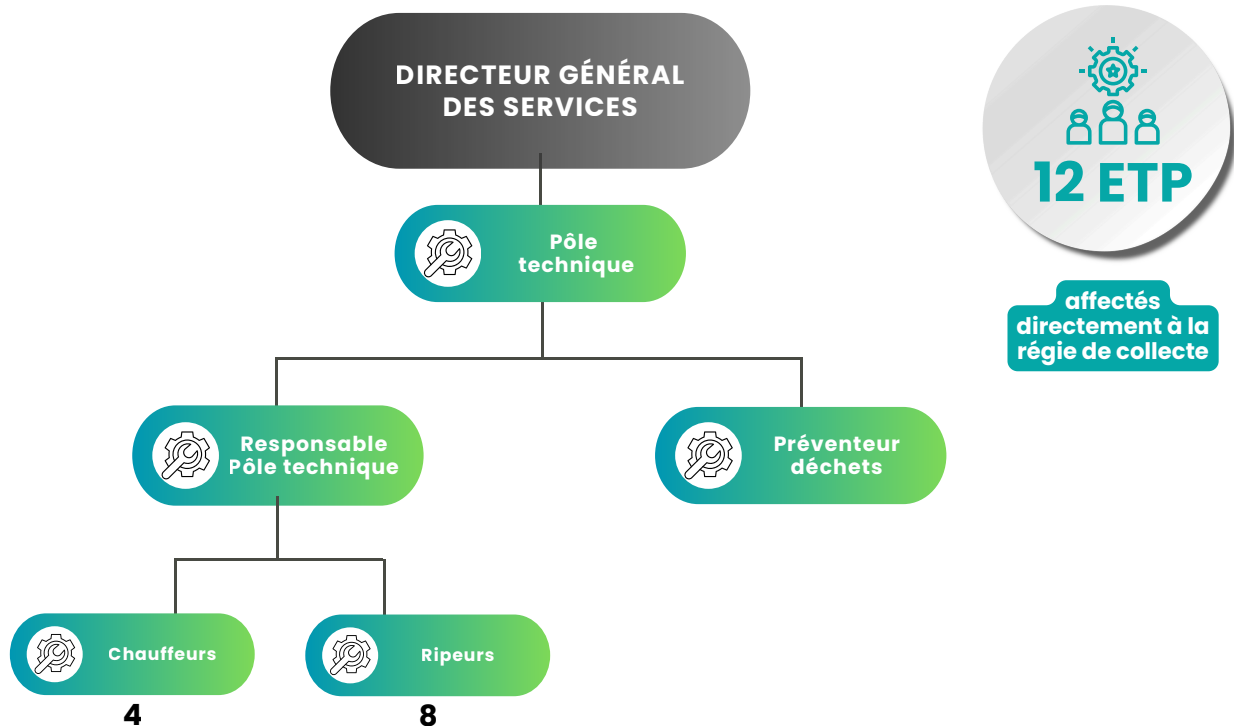 DIRECTEUR GÉNÉRAL
DES SERVICES
12 ETP
affectés
directement à la
régie de collecte
Pôle
technique
Responsable
Pôle technique
Préventeur
déchets
Chauffeurs
Ripeurs
4
8